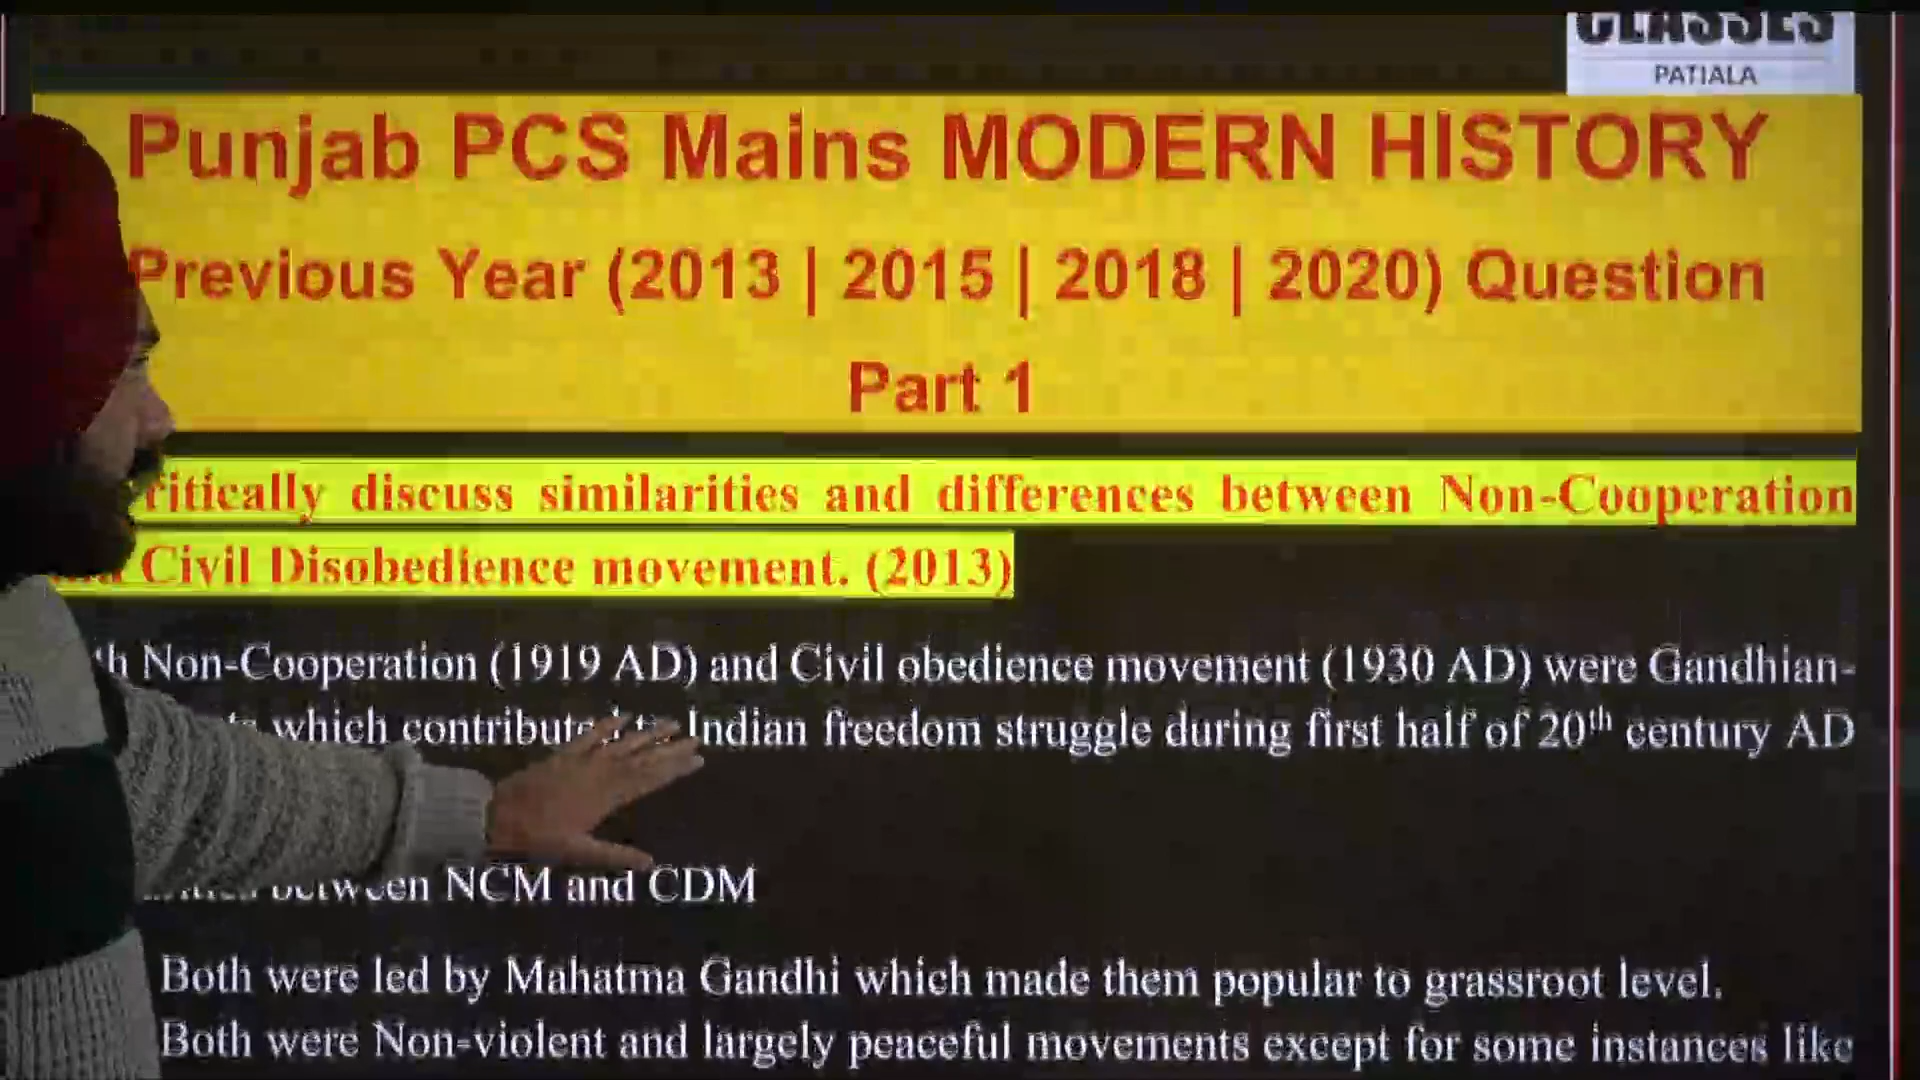 CLASSES
PATIALA
Punjab PCS Mains MODERN HISTORY
Previous Year (2013 | 2015 | 2018 | 2020) Question
Part 1
ritically discuss similarities and differences between Non-Cooperation
Civil Disobedience movement. (2013)
Non-Cooperation (1919 AD) and Civil obedience movement (1930 AD) were Gandhian-
which contributed to Indian freedom struggle during first half of 20th century AD
between NCM and CDM
Both were led by Mahatma Gandhi which made them popular to grassroot level.
Both were Non-violent and largely peaceful movements except for some instances like